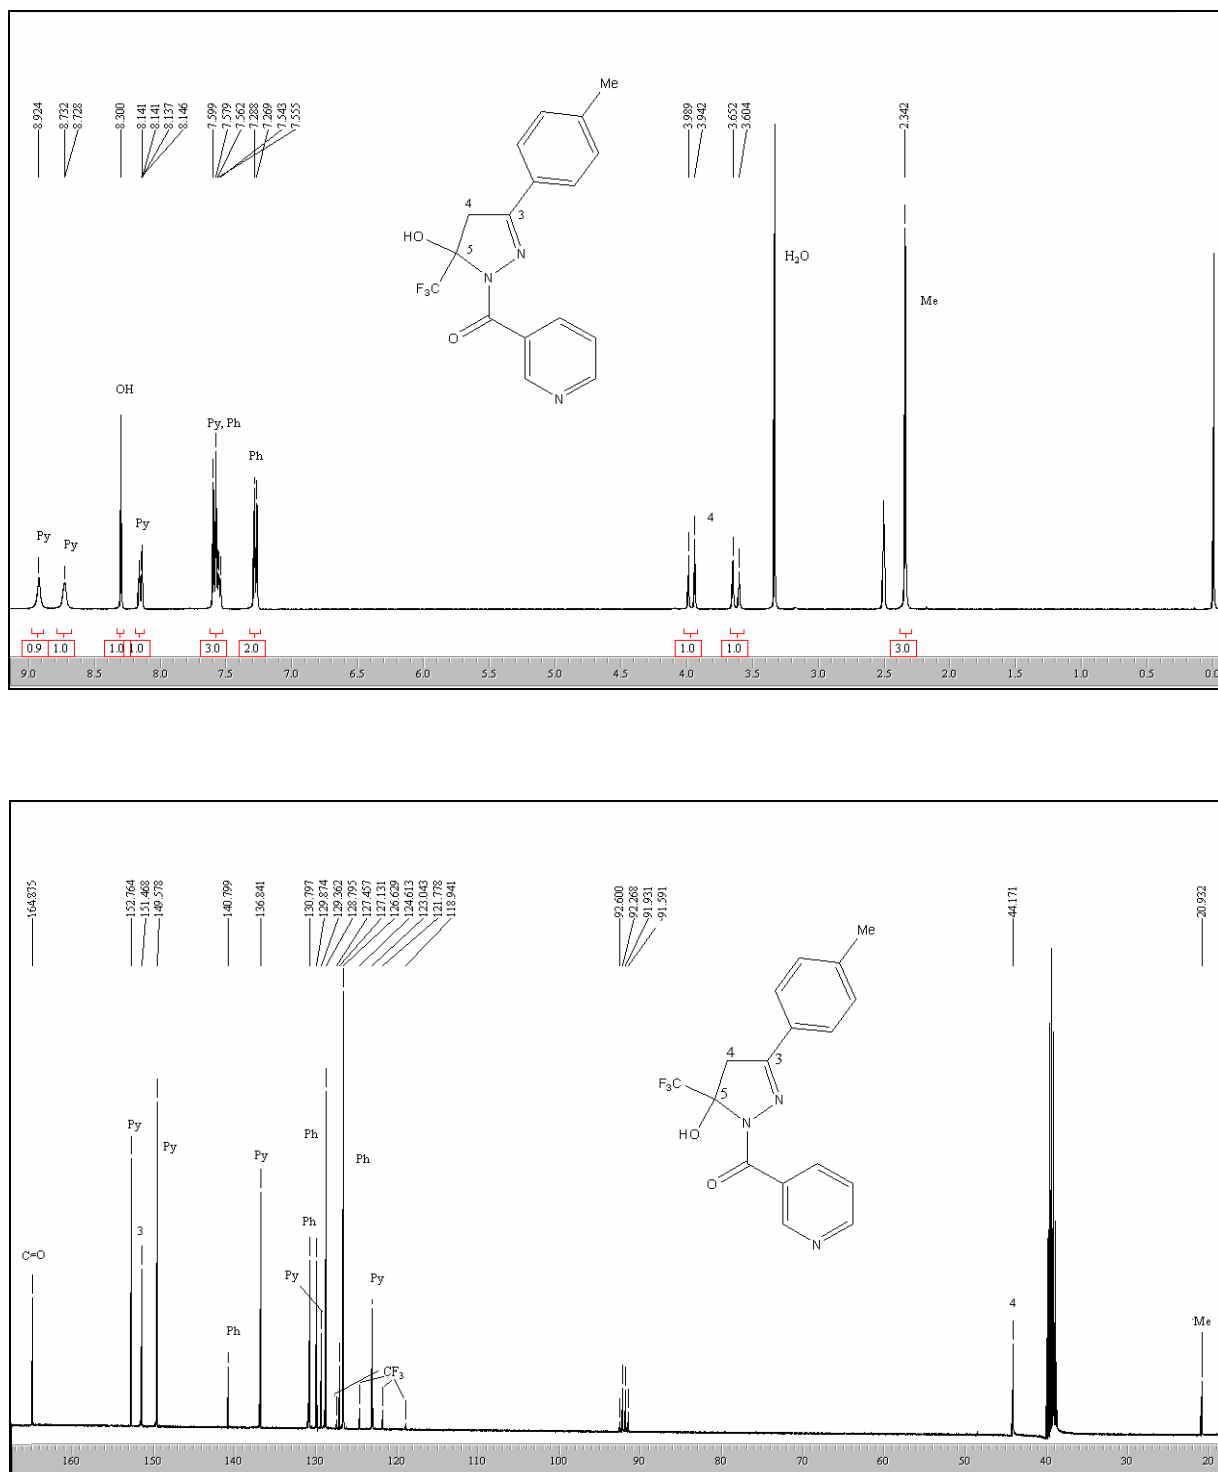 8.924
8.732
8.728
8.300
8.141
8.141
8.137
8.146
7.599
7.579
7.562
7.288
7.269
7.543
7.555
3.989
3.942
3.652
3.604
2.342
Me
4
3
HO
5
N
N
F₃C
O
N
H₂O
Me
OH
Py, Ph
Ph
Py
Py
Py
4
0.9 1.0 1.0 1.0 3.0 2.0 1.0 1.0 3.0
9.0 8.5 8.0 7.5 7.0 6.5 6.0 5.5 5.0 4.5 4.0 3.5 3.0 2.5 2.0 1.5 1.0 0.5 0.0
164.875
152.764
151.468
149.578
140.799
136.841
130.797
129.874
129.362
128.795
127.457
127.131
126.629
124.613
123.043
121.778
118.941
92.600
92.268
91.931
91.591
44.171
20.932
Me
4
3
F₃C
5
N
N
HO
O
N
C=O
Py
3
Py
Ph
Py
Ph
Ph
Py
Ph
Py
CF₃
4
Me
160 150 140 130 120 110 100 90 80 70 60 50 40 30 20